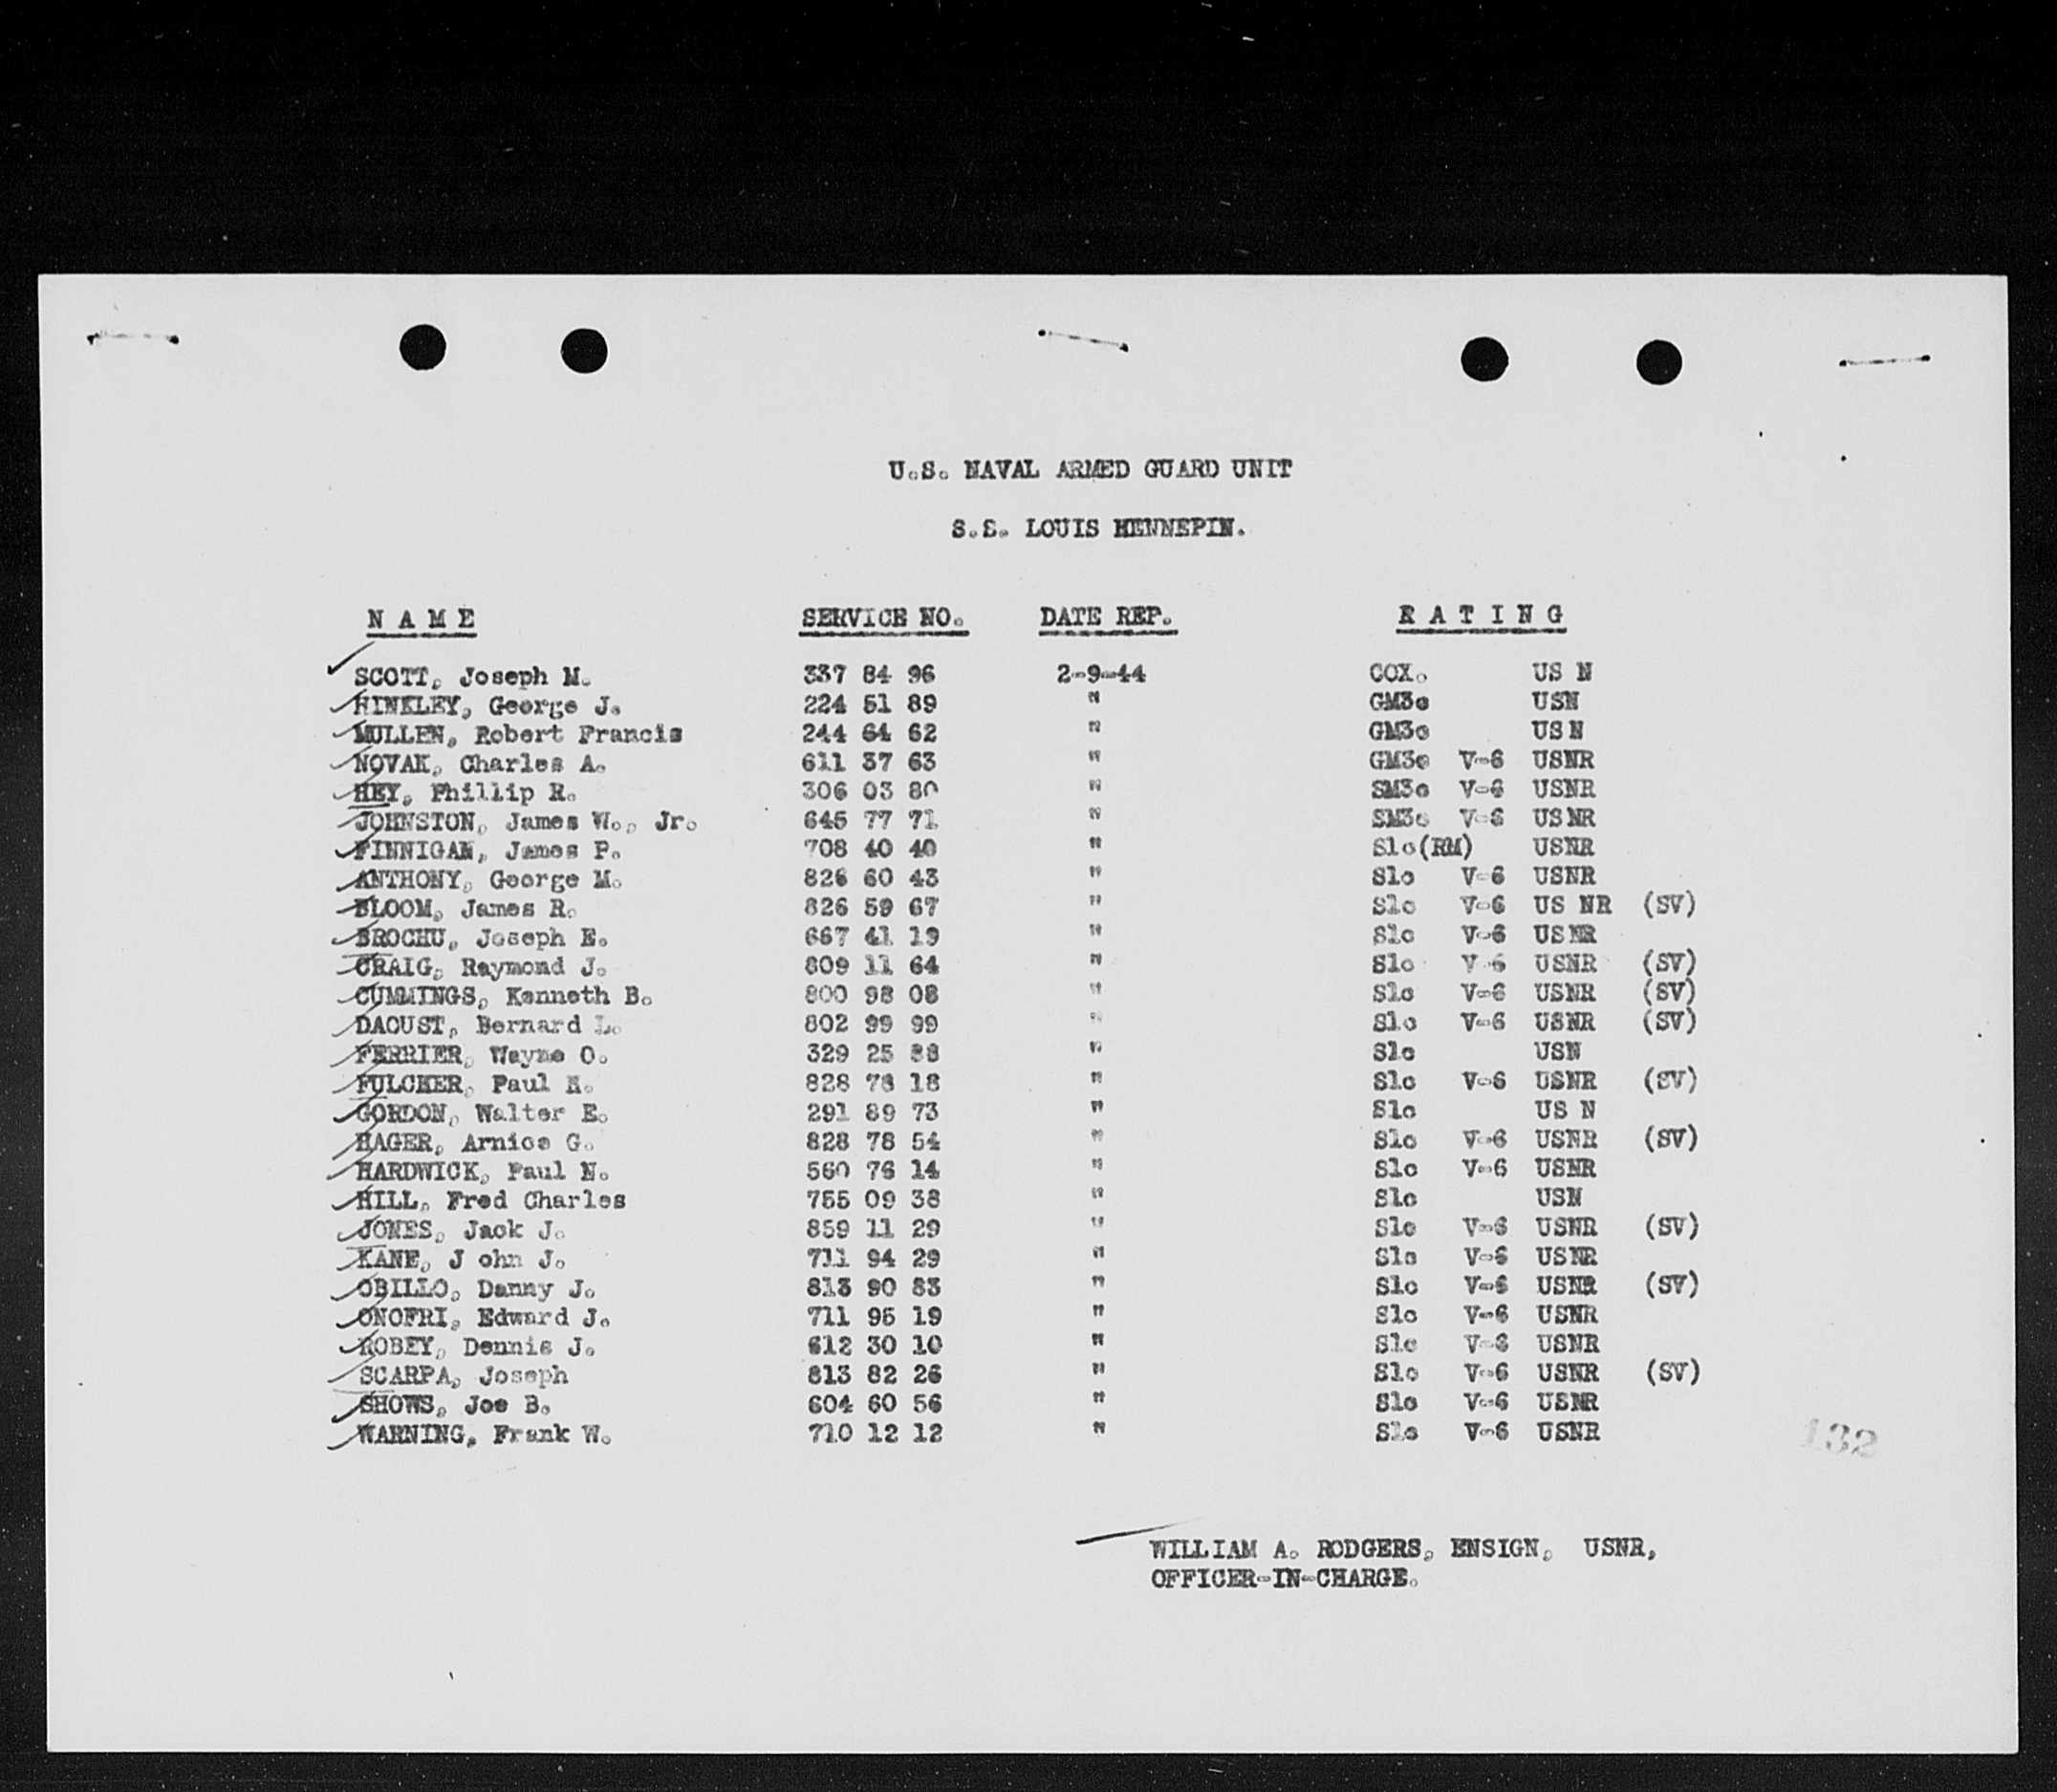 U.S. NAVAL ARMED GUARD UNIT
S.S. LOUIS HENNEPIN.
N A M E SERVICE NO. DATE REP. R A T I N G
SCOTT, Joseph M. 337 84 96 2-9-44 COX. US N
HINKLEY, George J. 224 51 89 " GM3c USN
MULLEN, Robert Francis 244 64 62 " GM3c US N
NOVAK, Charles A. 611 37 63 " GM3c V-6 USNR
HEY, Phillip R. 306 03 80 " SM3c V-6 USNR
JOHNSTON, James W., Jr. 645 77 71 " SM3c V-6 USNR
FINNIGAN, James P. 708 40 40 " S1c(RM) USNR
ANTHONY, George M. 826 60 43 " S1c V-6 USNR
BLOOM, James R. 826 59 67 " S1c V-6 US NR (SV)
BROCHU, Joseph E. 667 41 19 " S1c V-6 USNR
CRAIG, Raymond J. 809 11 64 " S1c V-6 USNR (SV)
CUMMINGS, Kenneth B. 800 98 08 " S1c V-6 USNR (SV)
DAOUST, Bernard L. 802 99 99 " S1c V-6 USNR (SV)
FERRIER, Wayne O. 329 25 88 " S1c USN
FULCHER, Paul 828 78 18 " S1c V-6 USNR (SV)
GORDON, Walter E. 291 89 73 " S1c US N
HAGER, Arnice G. 828 78 54 " S1c V-6 USNR (SV)
HARDWICK, Paul N. 560 76 14 " S1c V-6 USNR
HILL, Fred Charles 755 09 38 " S1c USN
JONES, Jack J. 859 11 29 " S1c V-6 USNR (SV)
KANE, J ohn J. 711 94 29 " S1c V-6 USNR
OBILLO, Danny J. 813 90 83 " S1c V-6 USNR (SV)
ONOFRI, Edward J. 711 95 19 " S1c V-6 USNR
ROBEY, Dennis J. 612 30 10 " S1c V-6 USNR
SCARPA, Joseph 813 82 26 " S1c V-6 USNR (SV)
SHOWS, Joe B. 604 60 56 " S1c V-6 USNR
WARNING, Frank W. 710 12 12 " S1c V-6 USNR
132
WILLIAM A. RODGERS, ENSIGN, USNR,
OFFICER-IN-CHARGE.